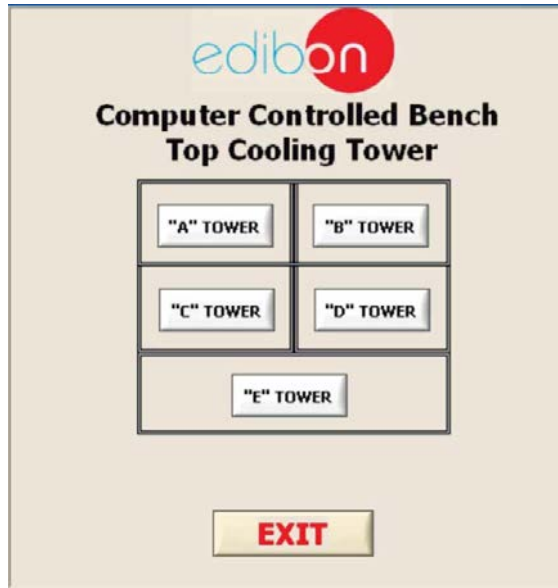 edibon
Computer Controlled Bench
Top Cooling Tower
"A" TOWER
"B" TOWER
"C" TOWER
"D" TOWER
"E" TOWER
EXIT